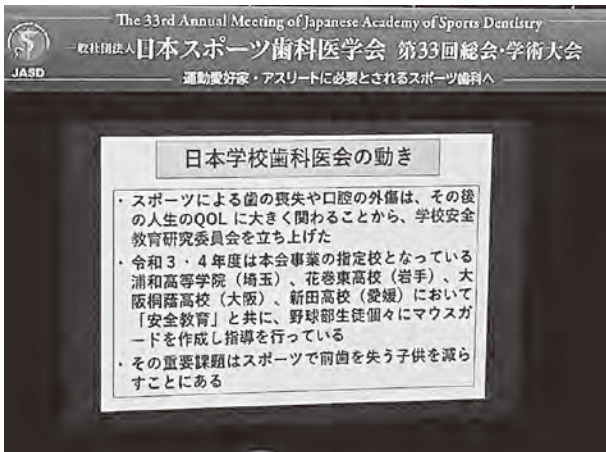 The 33rd Annual Meeting of Japanese Academy of Sports Dentistry
一般社団法人日本スポーツ歯科医学会 第33回総会・学術大会
JASD
運動愛好家・アスリートに必要とされるスポーツ歯科へ
日本学校歯科医会の動き
・スポーツによる歯の喪失や口腔の外傷は、その後
の人生のQOL に大きく関わることから、学校安全
教育研究委員会を立ち上げた
・令和3・4年度は本会事業の指定校となっている
浦和高等学院（埼玉）、花巻東高校（岩手）、大
阪桐蔭高校（大阪）、新田高校（愛媛）において
「安全教育」と共に、野球部生徒個々にマウスガ
ードを作成し指導を行っている
・その重要課題はスポーツで前歯を失う子供を減ら
すことにある